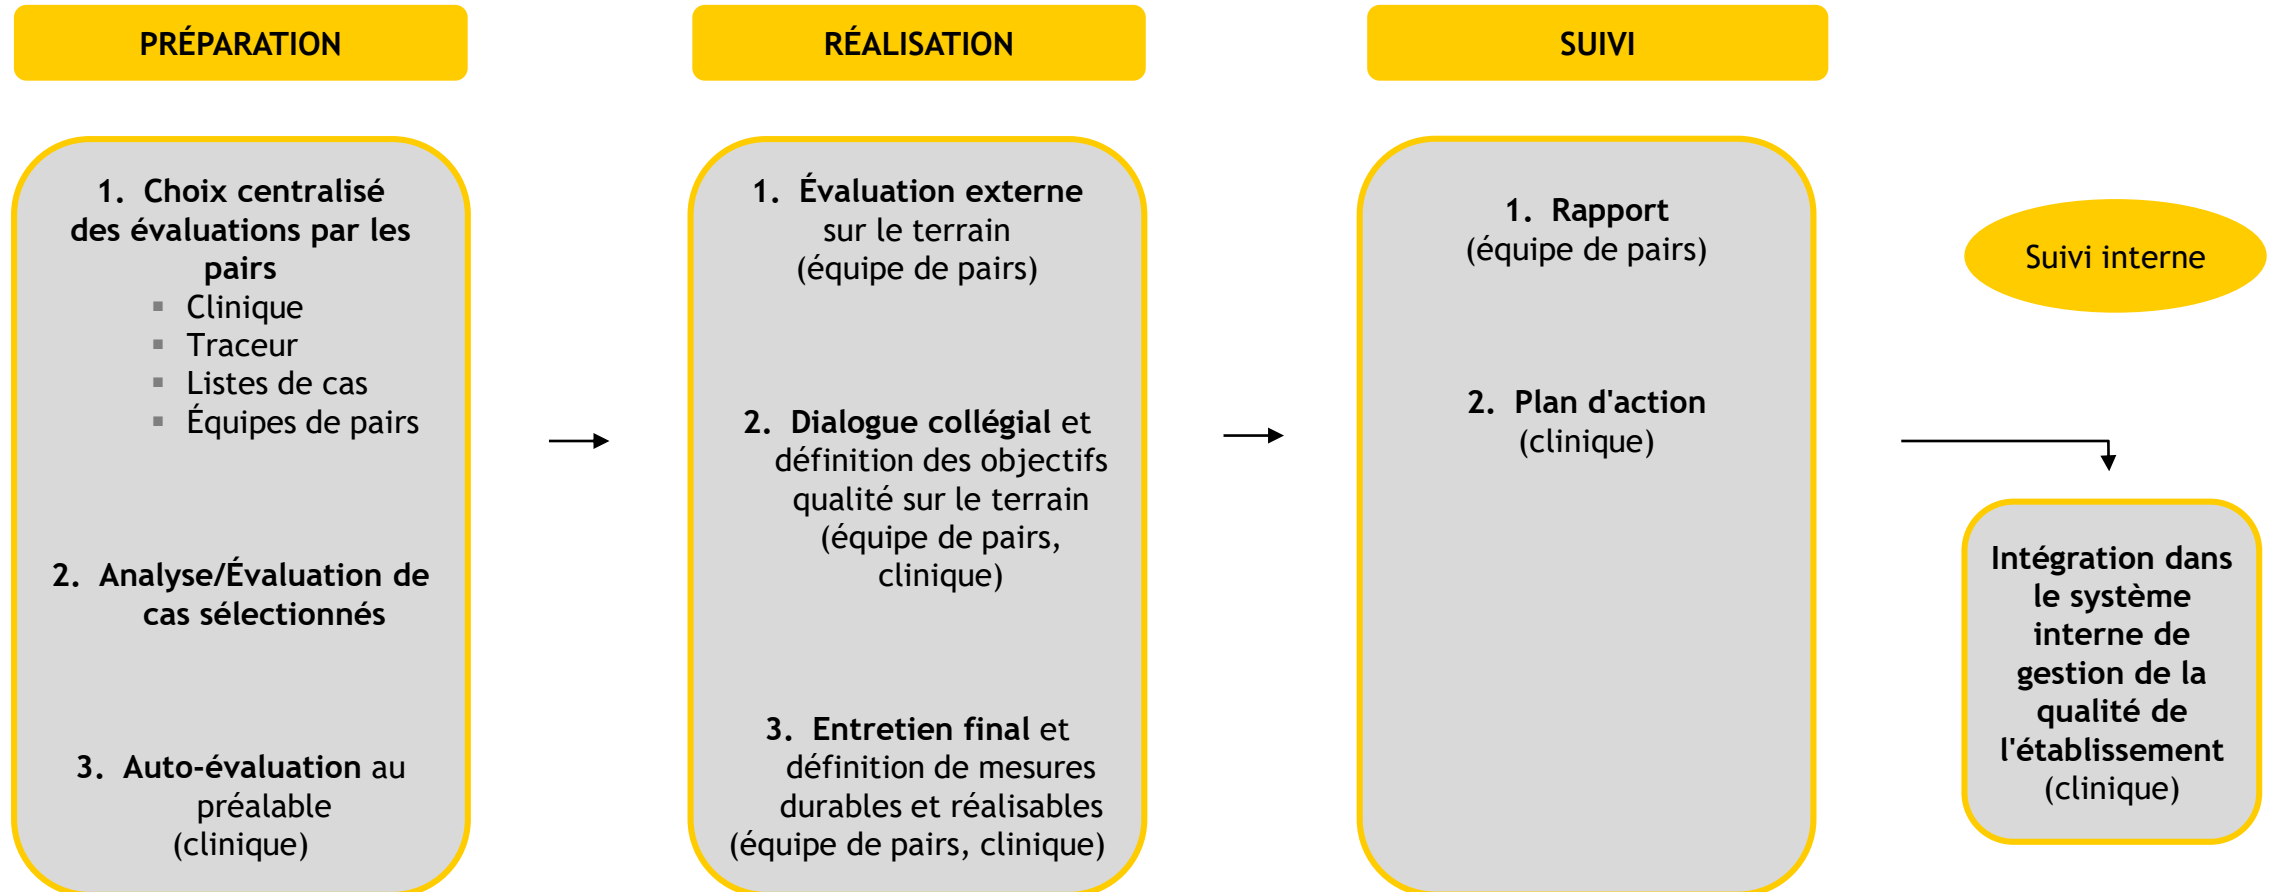 PRÉPARATION
1. Choix centralisé
des évaluations par les
pairs
▪ Clinique
▪ Traceur
▪ Listes de cas
▪ Équipes de pairs
2. Analyse/Évaluation de
cas sélectionnés
3. Auto-évaluation au
préalable
(clinique)
RÉALISATION
1. Évaluation externe
sur le terrain
(équipe de pairs)
2. Dialogue collégial et
définition des objectifs
qualité sur le terrain
(équipe de pairs,
clinique)
3. Entretien final et
définition de mesures
durables et réalisables
(équipe de pairs, clinique)
SUIVI
1. Rapport
(équipe de pairs)
2. Plan d'action
(clinique)
Suivi interne
Intégration dans
le système
interne de
gestion de la
qualité de
l'établissement
(clinique)